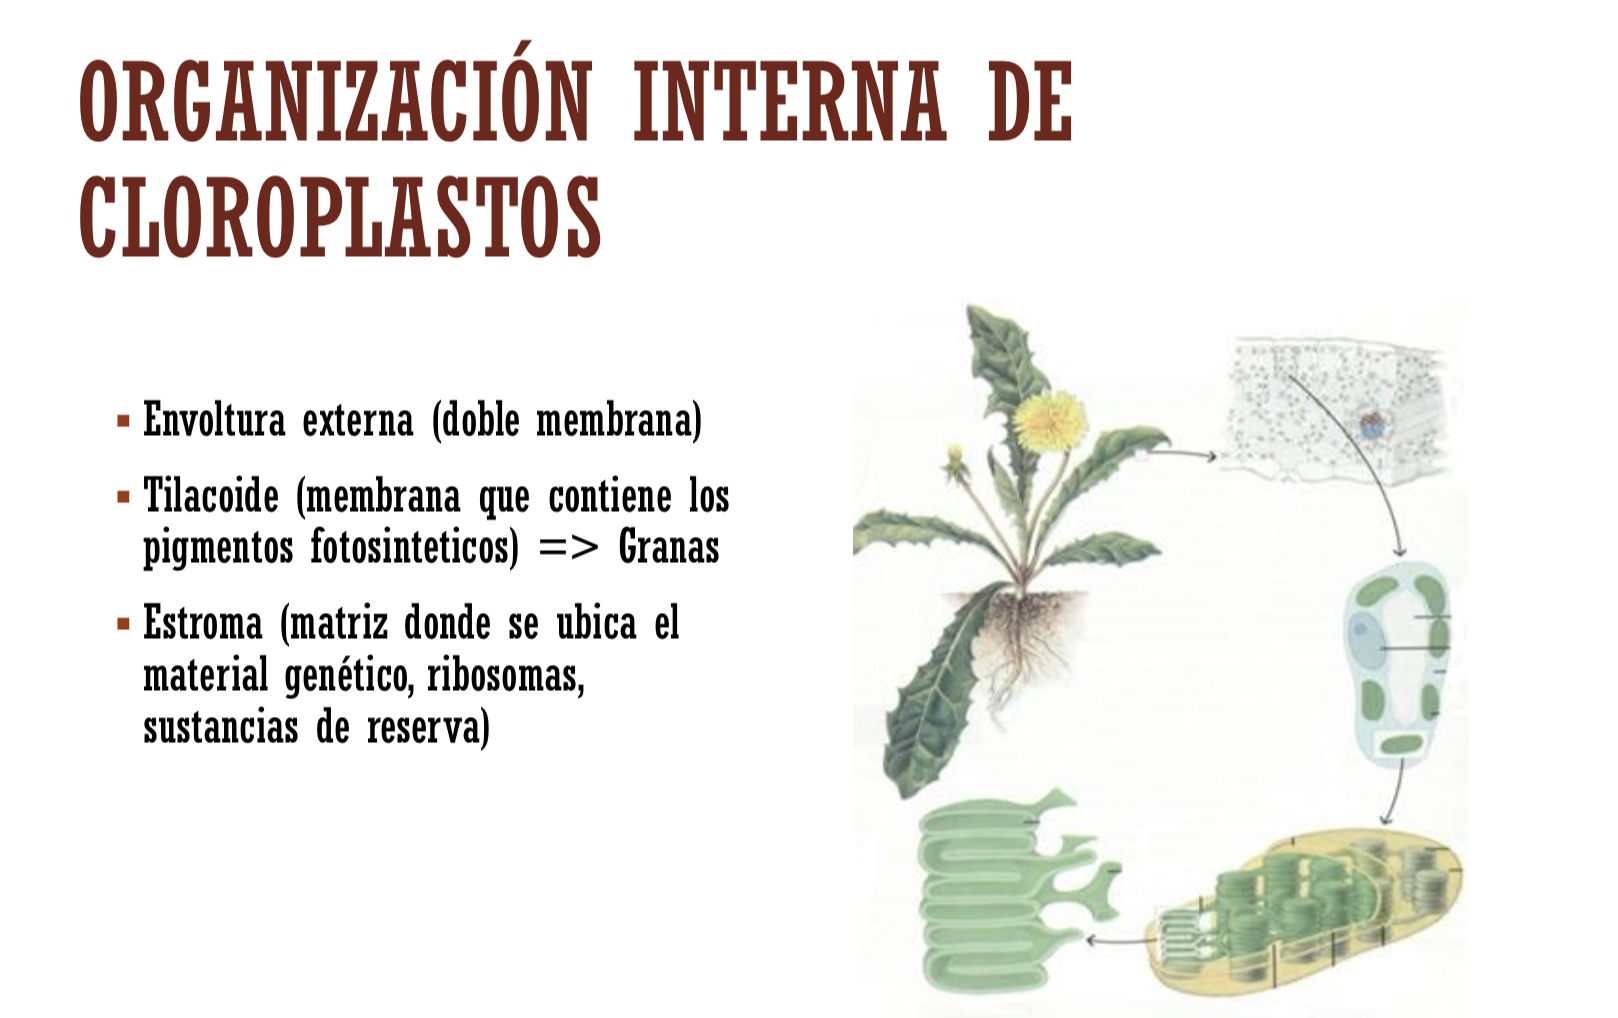 ORGANIZACIÓN INTERNA DE
CLOROPLASTOS
Envoltura externa (doble membrana)
Tilacoide (membrana que contiene los
pigmentos fotosinteticos) => Granas
Estroma (matriz donde se ubica el
material genético, ribosomas,
sustancias de reserva)